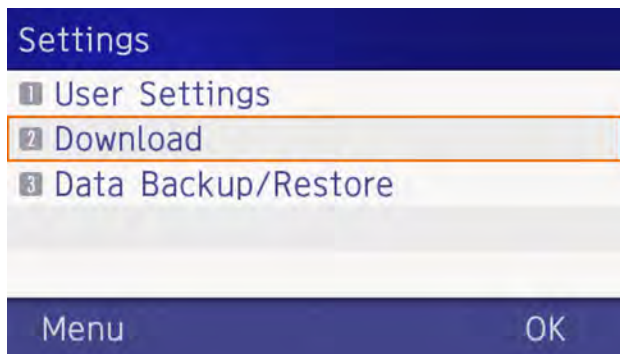 Settings
1 User Settings
2 Download
3 Data Backup/Restore
Menu OK